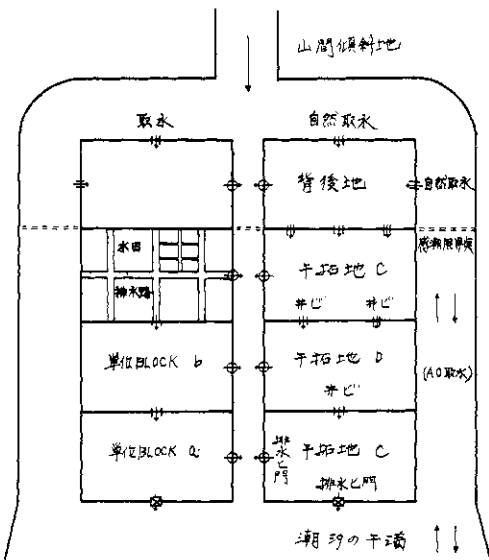 山間傾斜地
取水
自然取水
背後地
自然取水
感潮限界線
水田
排水路
干拓地 C
井ビ
井ビ
単位BLOCK b
干拓地 D
井ビ
(AO取水)
単位BLOCK a
排水ヒ門
干拓地 C
排水ヒ門
潮汐の干満